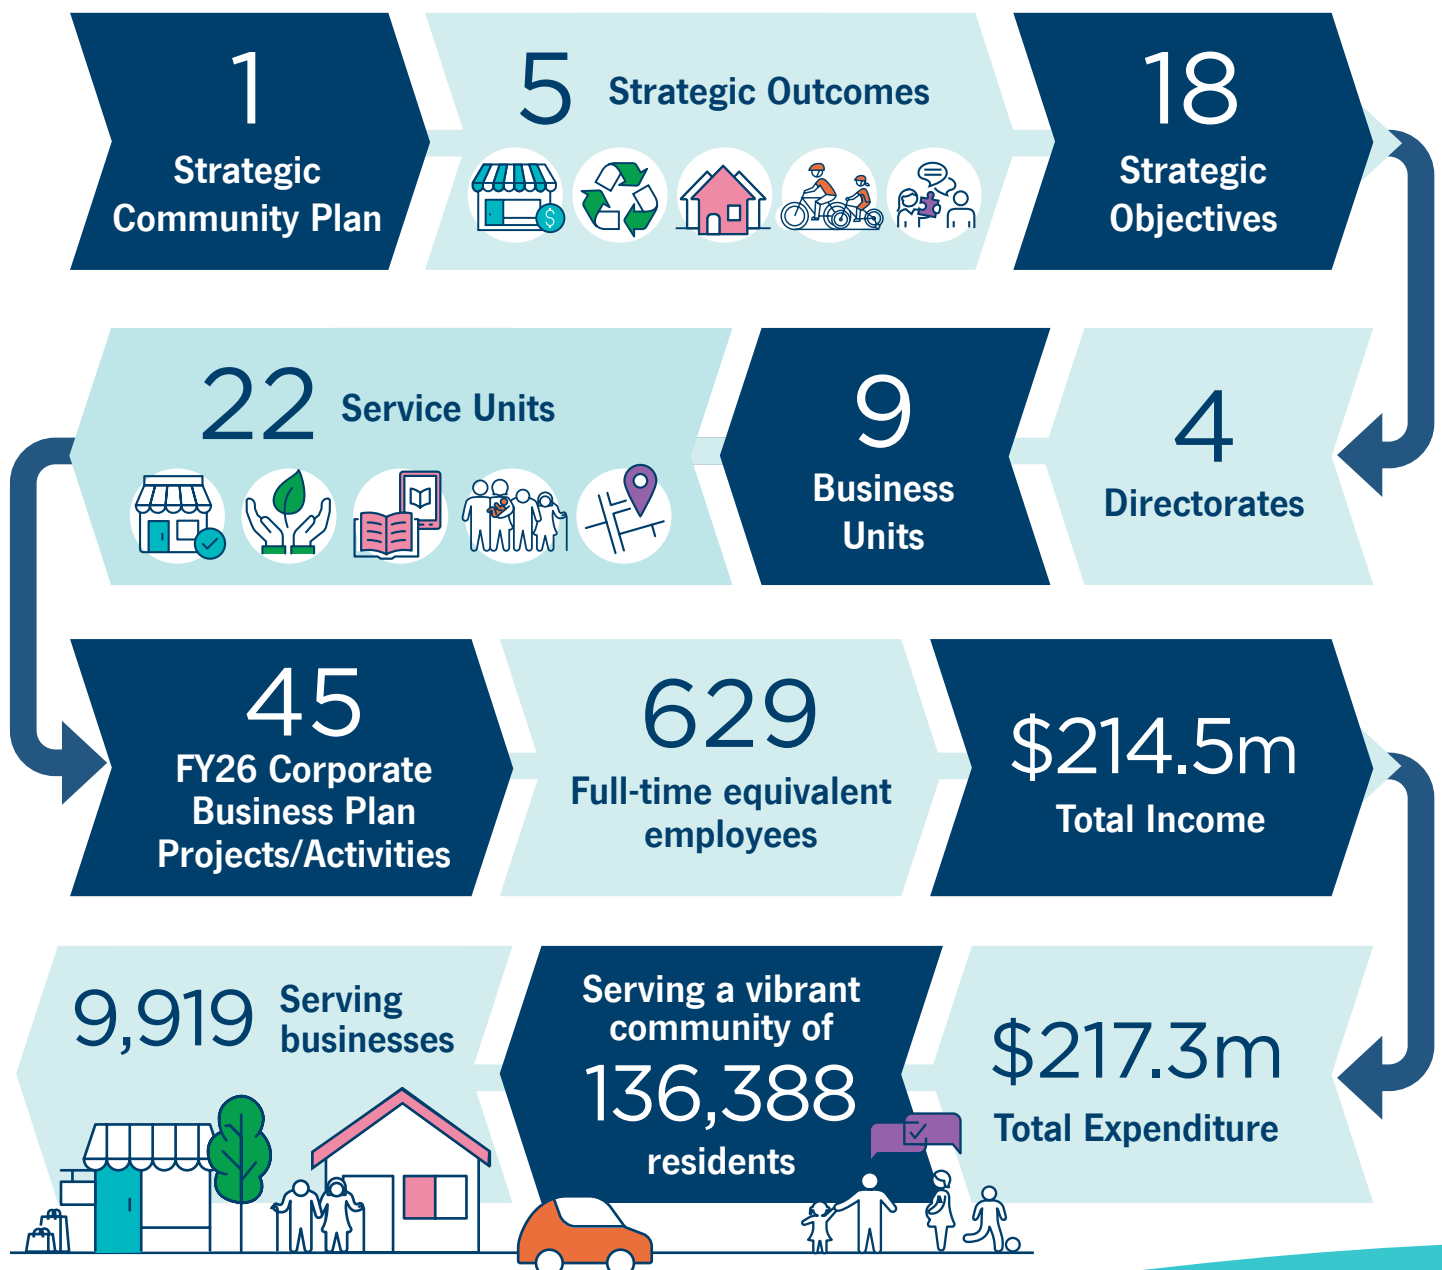 1
Strategic
Community Plan
5 Strategic Outcomes
$
18
Strategic
Objectives
4
Directorates
9
Business
Units
22 Service Units
45
FY26 Corporate
Business Plan
Projects/Activities
629
Full-time equivalent
employees
$214.5m
Total Income
$217.3m
Total Expenditure
Serving a vibrant
community of
136,388
residents
9,919 Serving
businesses